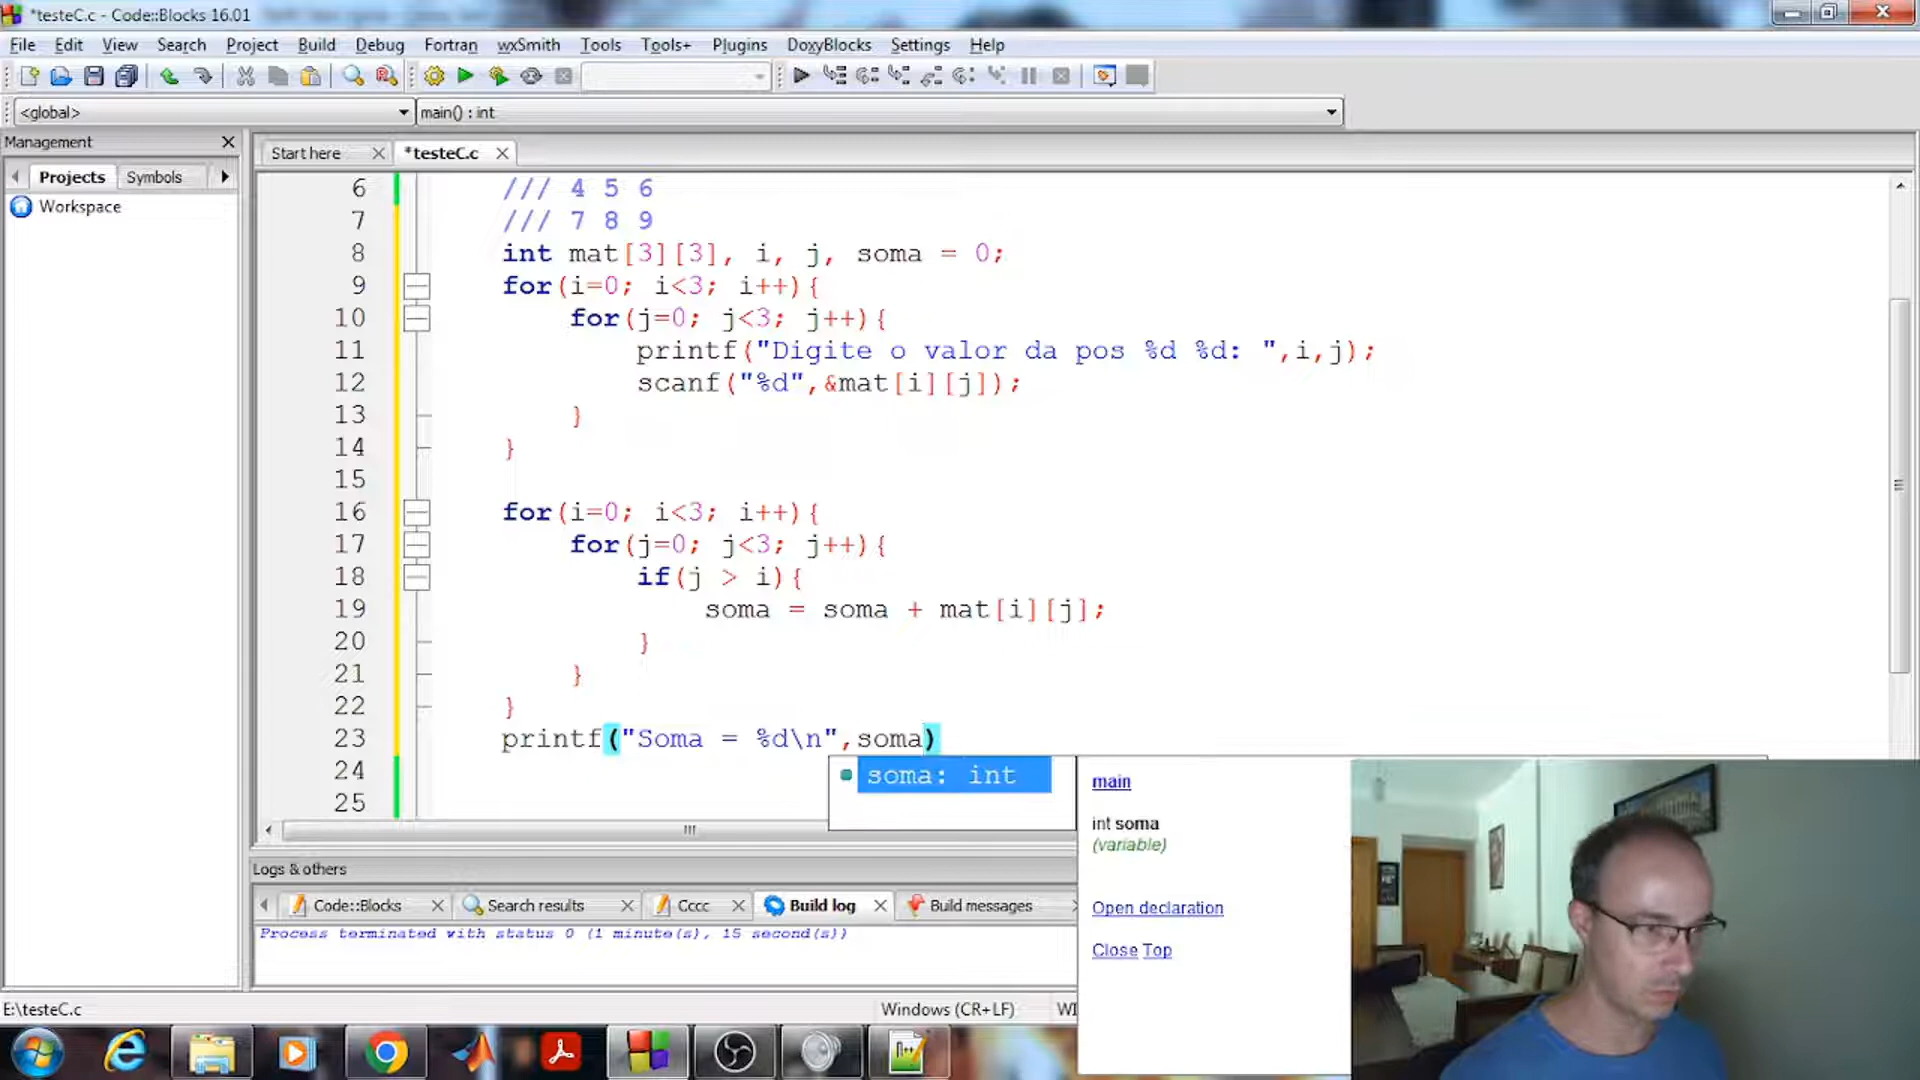 *testeC.c - Code::Blocks 16.01
File Edit View Search Project Build Debug Fortran wxSmith Tools Tools+ Plugins DoxyBlocks Settings Help
<global> main() : int
Management
Start here *testeC.c
Projects Symbols
Workspace
6 /// 4 5 6
7 /// 7 8 9
8 int mat[3][3], i, j, soma = 0;
9 for(i=0; i<3; i++){
10 for(j=0; j<3; j++){
11 printf("Digite o valor da pos %d %d: ",i,j);
12 scanf("%d",&mat[i][j]);
13 }
14 }
15
16 for(i=0; i<3; i++){
17 for(j=0; j<3; j++){
18 if(j > i){
19 soma = soma + mat[i][j];
20 }
21 }
22 }
23 printf("Soma = %d\n",soma)
24
25
soma: int
main
int soma
(variable)
Open declaration
Close Top
Logs & others
Code::Blocks Search results Cccc Build log Build messages
Process terminated with status 0 (1 minute(s), 15 second(s))
E:\testeC.c Windows (CR+LF) WI